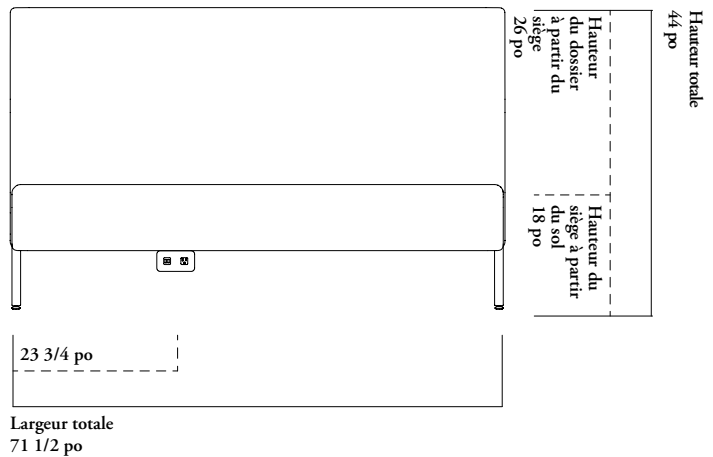 Hauteur totale
44 po
Hauteur
du dossier
à partir du
siège
26 po
Hauteur du
siège à partir
du sol
18 po
23 3/4 po
Largeur totale
71 1/2 po